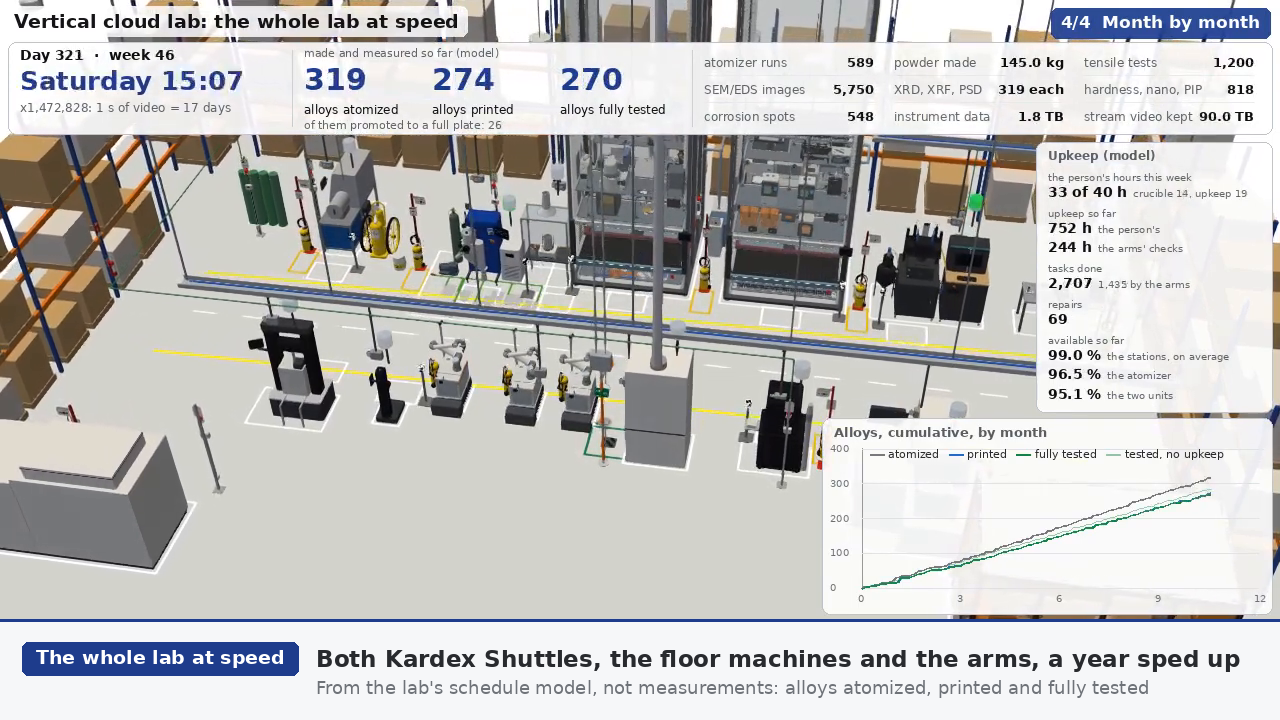 Vertical cloud lab: the whole lab at speed
4/4 Month by month
Day 321 · week 46
Saturday 15:07
x1,472,828: 1 s of video = 17 days
made and measured so far (model)
319 274 270
alloys atomized alloys printed alloys fully tested
of them promoted to a full plate: 26
atomizer runs 589 powder made 145.0 kg tensile tests 1,200
SEM/EDS images 5,750 XRD, XRF, PSD 319 each hardness, nano, PIP 818
corrosion spots 548 instrument data 1.8 TB stream video kept 90.0 TB
Upkeep (model)
the person's hours this week
33 of 40 h crucible 14, upkeep 19
upkeep so far
752 h the person's
244 h the arms' checks
tasks done
2,707 1,435 by the arms
repairs
69
available so far
99.0 % the stations, on average
96.5 % the atomizer
95.1 % the two units
Alloys, cumulative, by month
atomized printed fully tested tested, no upkeep
400
300
200
100
0
0 3 6 9 12
The whole lab at speed
Both Kardex Shuttles, the floor machines and the arms, a year sped up
From the lab's schedule model, not measurements: alloys atomized, printed and fully tested